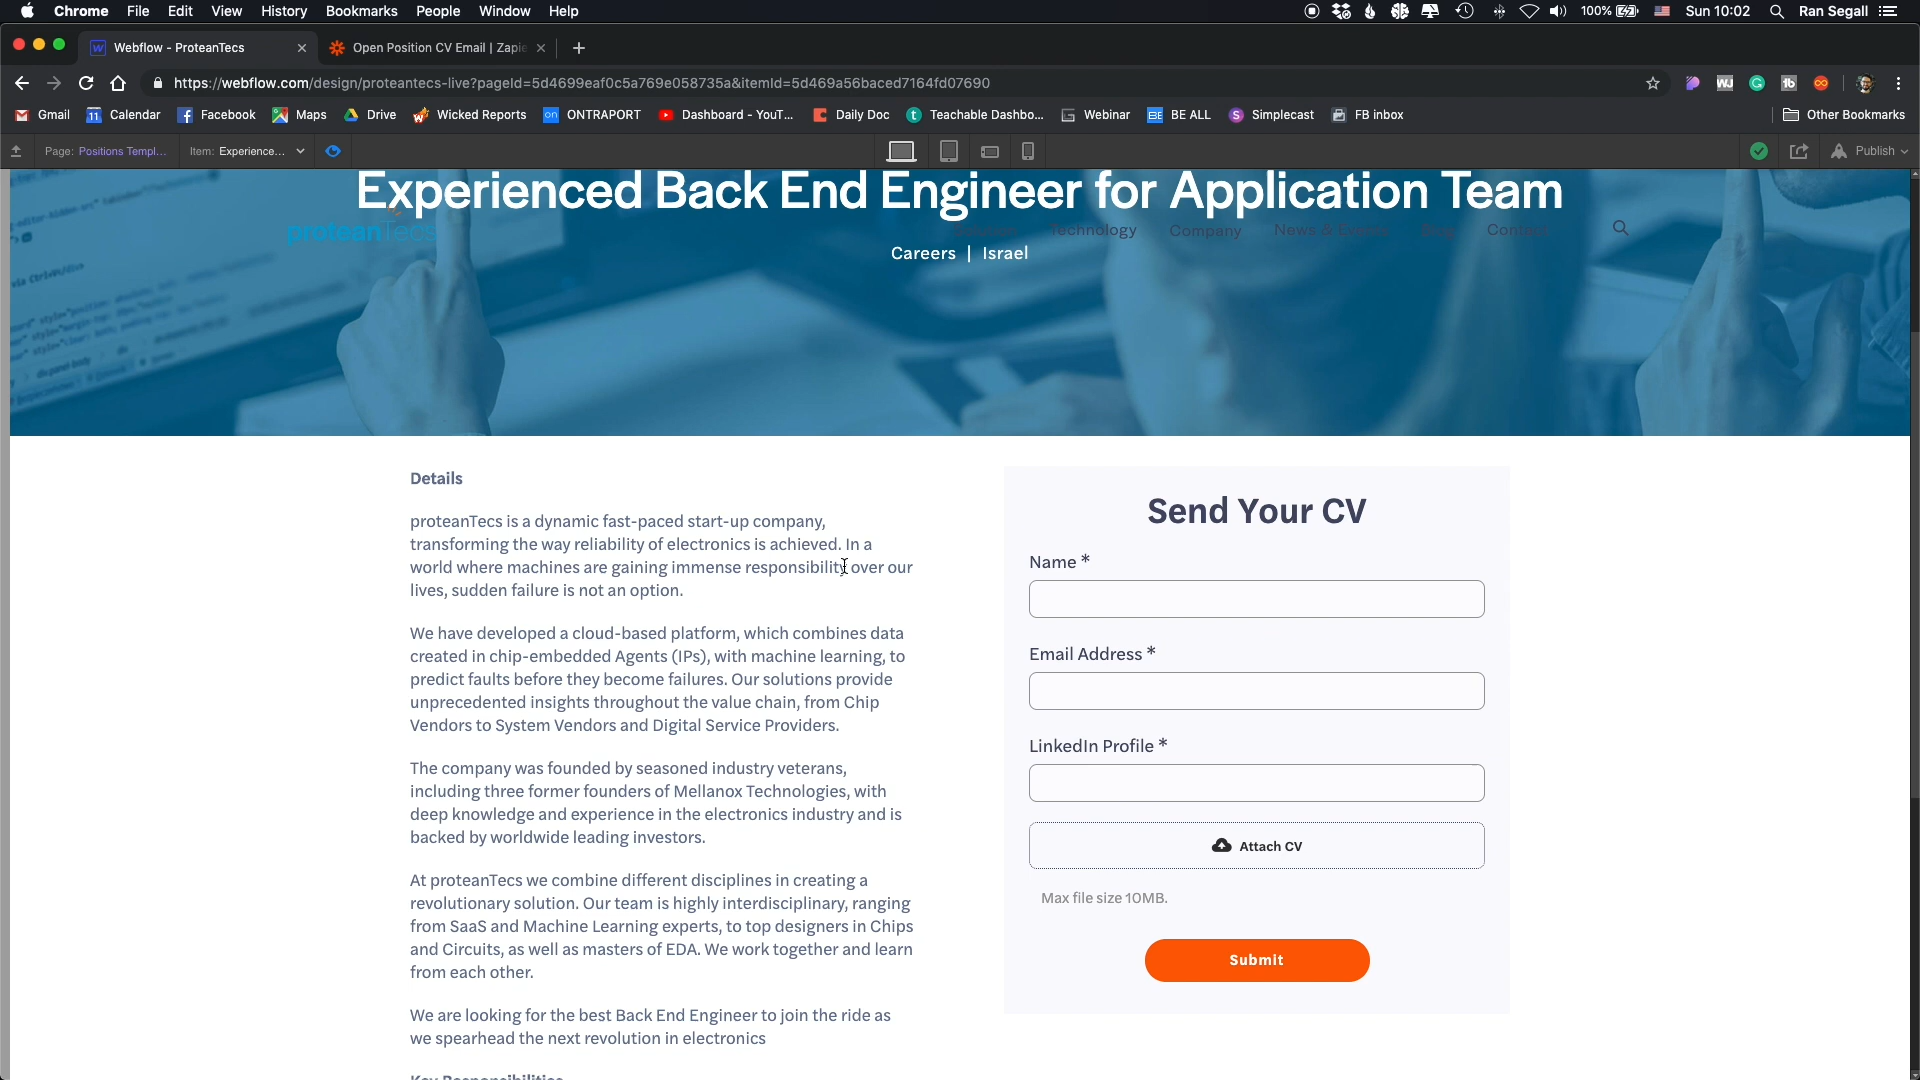 Chrome File Edit View History Bookmarks People Window Help 100% Sun 10:02 Ran Segall
Webflow - ProteanTecs Open Position CV Email | Zapie
https://webflow.com/design/proteantecs-live?pageId=5d4699eaf0c5a769e058735a&itemId=5d469a56baced7164fd07690
Gmail Calendar Facebook Maps Drive Wicked Reports ONTRAPORT Dashboard - YouT... Daily Doc Teachable Dashbo... Webinar BE ALL Simplecast FB inbox Other Bookmarks
Page: Positions Templ... Item: Experience... Publish
Experienced Back End Engineer for Application Team
proteanTecs Technology Company News & Events Blog Contact
Careers | Israel
Details
proteanTecs is a dynamic fast-paced start-up company,
transforming the way reliability of electronics is achieved. In a
world where machines are gaining immense responsibility over our
lives, sudden failure is not an option.
We have developed a cloud-based platform, which combines data
created in chip-embedded Agents (IPs), with machine learning, to
predict faults before they become failures. Our solutions provide
unprecedented insights throughout the value chain, from Chip
Vendors to System Vendors and Digital Service Providers.
The company was founded by seasoned industry veterans,
including three former founders of Mellanox Technologies, with
deep knowledge and experience in the electronics industry and is
backed by worldwide leading investors.
At proteanTecs we combine different disciplines in creating a
revolutionary solution. Our team is highly interdisciplinary, ranging
from SaaS and Machine Learning experts, to top designers in Chips
and Circuits, as well as masters of EDA. We work together and learn
from each other.
We are looking for the best Back End Engineer to join the ride as
we spearhead the next revolution in electronics
Key Responsibilities
Send Your CV
Name *
Email Address *
LinkedIn Profile *
Attach CV
Max file size 10MB.
Submit